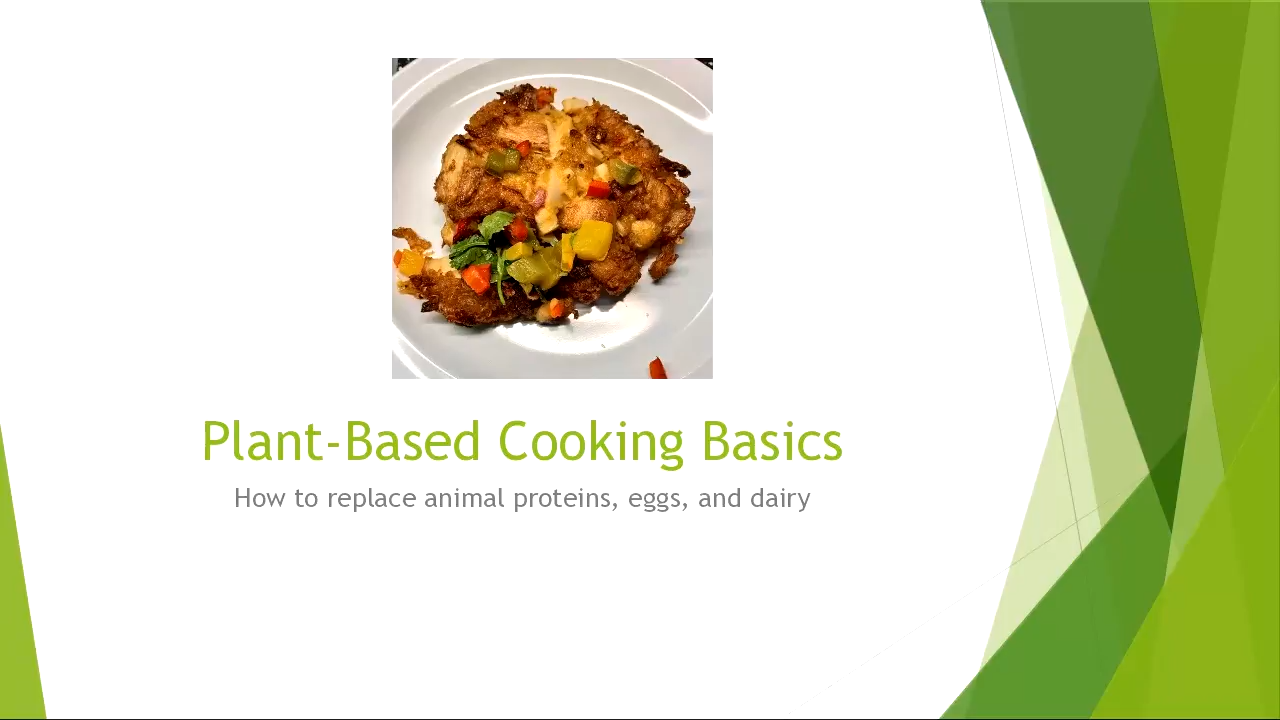 Plant-Based Cooking Basics
How to replace animal proteins, eggs, and dairy